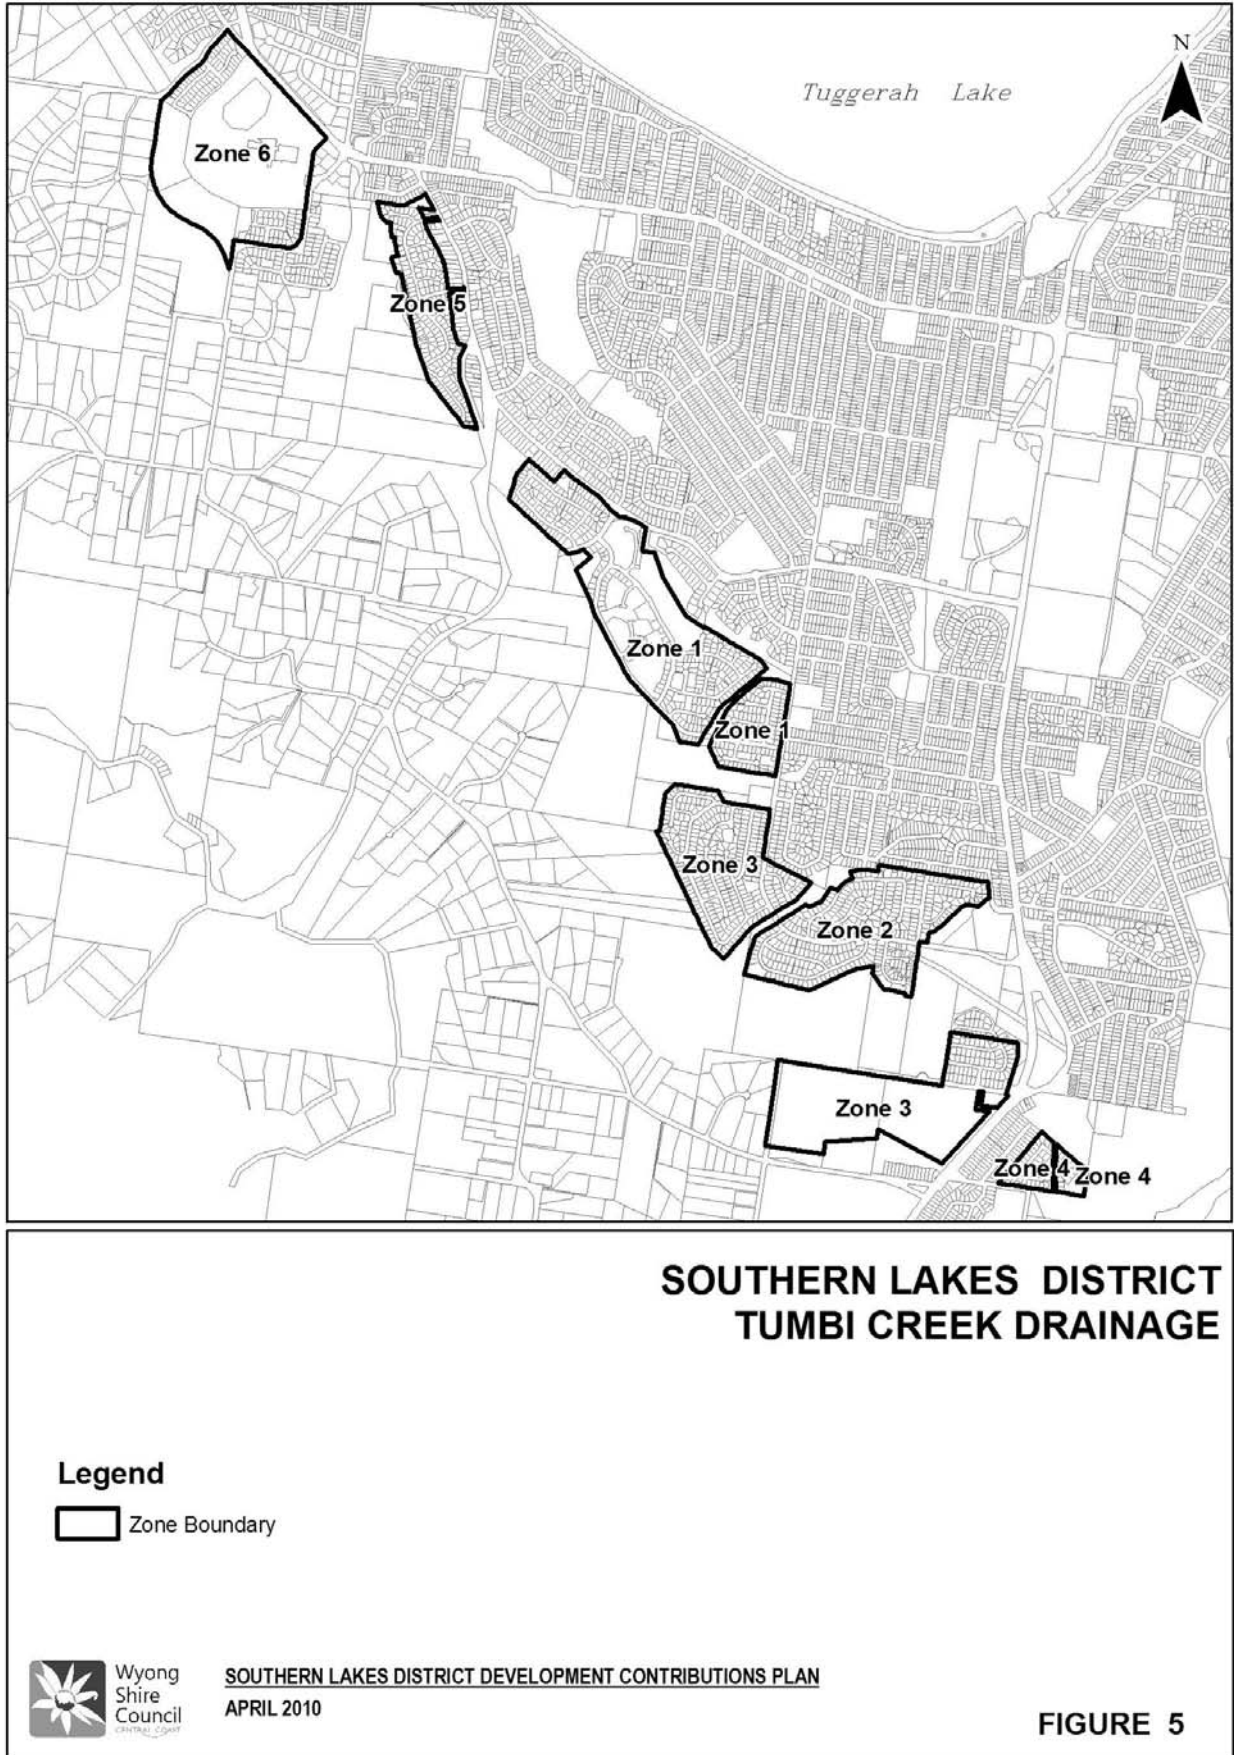 N
Tuggerah Lake
Zone 6
Zone 5
Zone 1
Zone 1
Zone 3
Zone 2
Zone 3
Zone 4
Zone 4
SOUTHERN LAKES DISTRICT
TUMBI CREEK DRAINAGE
Legend
Zone Boundary
Wyong
Shire
Council
CENTRAL COAST
SOUTHERN LAKES DISTRICT DEVELOPMENT CONTRIBUTIONS PLAN
APRIL 2010
FIGURE 5